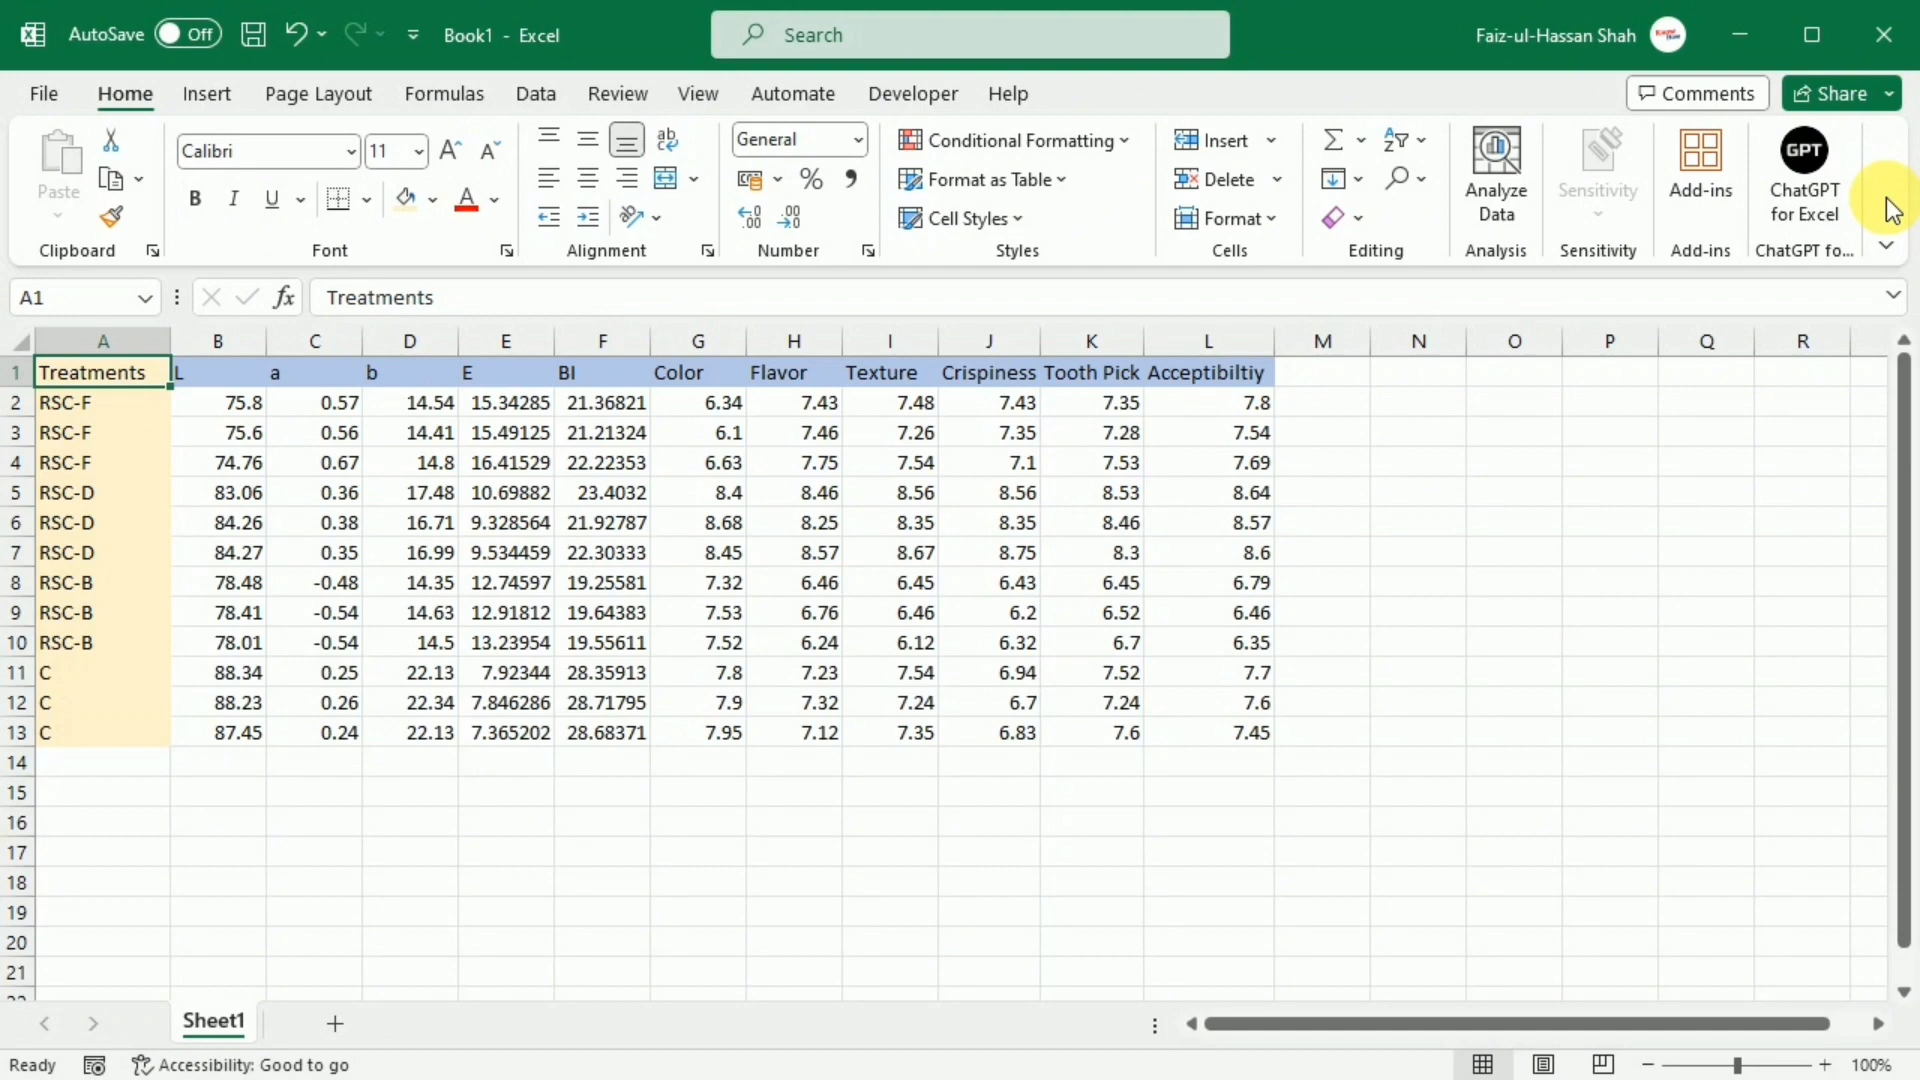 AutoSave Off Book1 - Excel Search Faiz-ul-Hassan Shah
File Home Insert Page Layout Formulas Data Review View Automate Developer Help Comments Share
Paste Calibri 11 General Conditional Formatting Format as Table Cell Styles Insert Delete Format Analyze Data Sensitivity Add-ins GPT ChatGPT for Excel
Clipboard Font Alignment Number Styles Cells Editing Analysis Sensitivity Add-ins ChatGPT fo...
A1 fx Treatments
A B C D E F G H I J K L M N O P Q R
1 Treatments L a b E BI Color Flavor Texture Crispiness Tooth Pick Acceptibiltiy
2 RSC-F 75.8 0.57 14.54 15.34285 21.36821 6.34 7.43 7.48 7.43 7.35 7.8
3 RSC-F 75.6 0.56 14.41 15.49125 21.21324 6.1 7.46 7.26 7.35 7.28 7.54
4 RSC-F 74.76 0.67 14.8 16.41529 22.22353 6.63 7.75 7.54 7.1 7.53 7.69
5 RSC-D 83.06 0.36 17.48 10.69882 23.4032 8.4 8.46 8.56 8.56 8.53 8.64
6 RSC-D 84.26 0.38 16.71 9.328564 21.92787 8.68 8.25 8.35 8.35 8.46 8.57
7 RSC-D 84.27 0.35 16.99 9.534459 22.30333 8.45 8.57 8.67 8.75 8.3 8.6
8 RSC-B 78.48 -0.48 14.35 12.74597 19.25581 7.32 6.46 6.45 6.43 6.45 6.79
9 RSC-B 78.41 -0.54 14.63 12.91812 19.64383 7.53 6.76 6.46 6.2 6.52 6.46
10 RSC-B 78.01 -0.54 14.5 13.23954 19.55611 7.52 6.24 6.12 6.32 6.7 6.35
11 C 88.34 0.25 22.13 7.92344 28.35913 7.8 7.23 7.54 6.94 7.52 7.7
12 C 88.23 0.26 22.34 7.846286 28.71795 7.9 7.32 7.24 6.7 7.24 7.6
13 C 87.45 0.24 22.13 7.365202 28.68371 7.95 7.12 7.35 6.83 7.6 7.45
14
15
16
17
18
19
20
21
Sheet1
Ready Accessibility: Good to go 100%